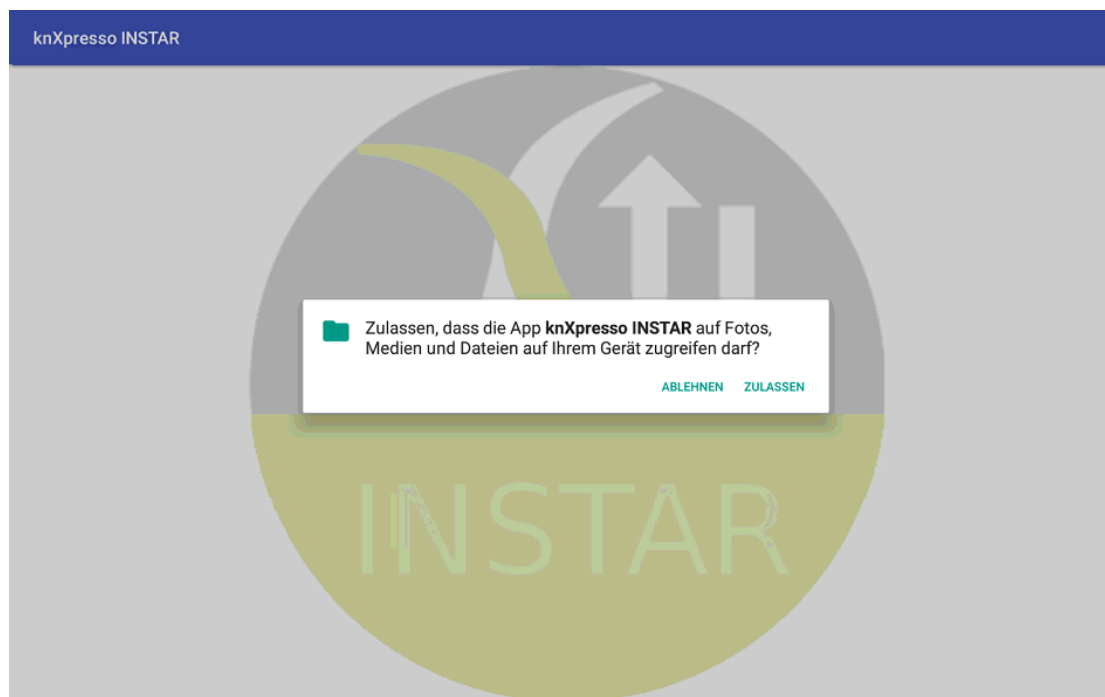 knXpresso INSTAR
Zulassen, dass die App knXpresso INSTAR auf Fotos,
Medien und Dateien auf Ihrem Gerät zugreifen darf?
ABLEHNEN ZULASSEN
INSTAR